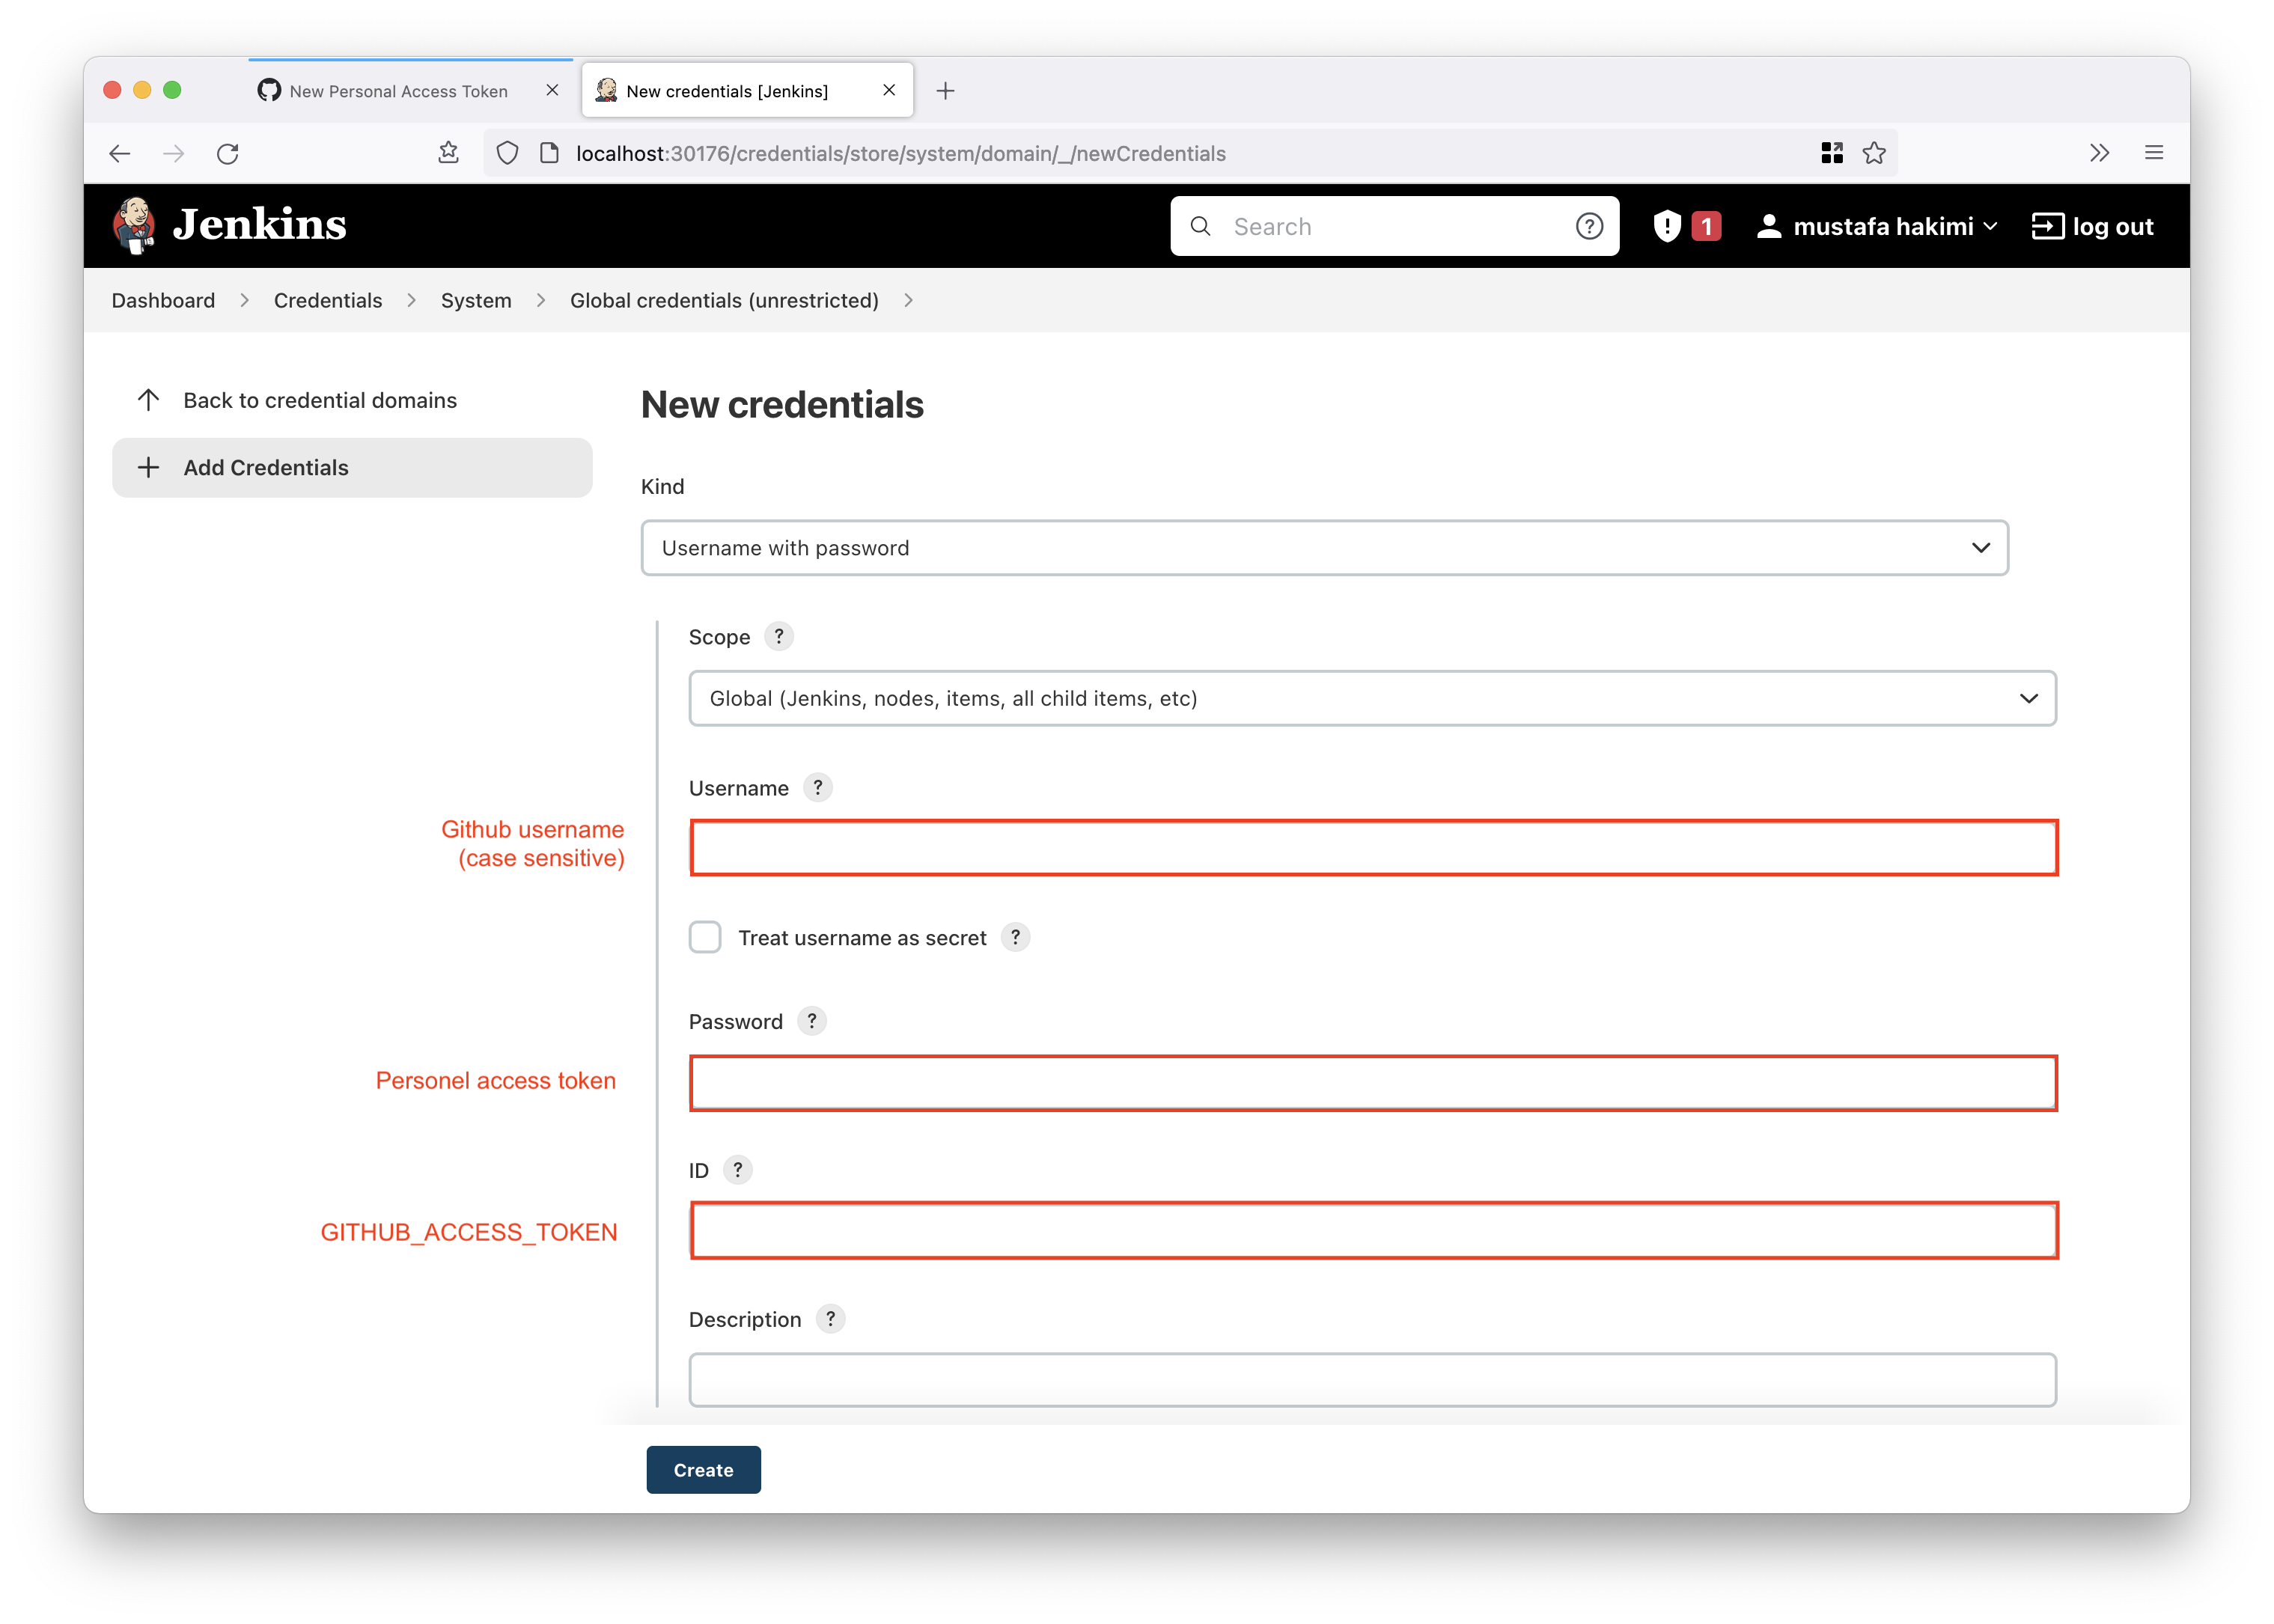 New Personal Access Token
New credentials [Jenkins]
localhost:30176/credentials/store/system/domain/_/newCredentials
Jenkins
Search
?
1
mustafa hakimi
log out
Dashboard > Credentials > System > Global credentials (unrestricted) >
Back to credential domains
Add Credentials
New credentials
Kind
Username with password
Scope ?
Global (Jenkins, nodes, items, all child items, etc)
Username ?
Github username
(case sensitive)
Treat username as secret ?
Password ?
Personel access token
ID ?
GITHUB_ACCESS_TOKEN
Description ?
Create